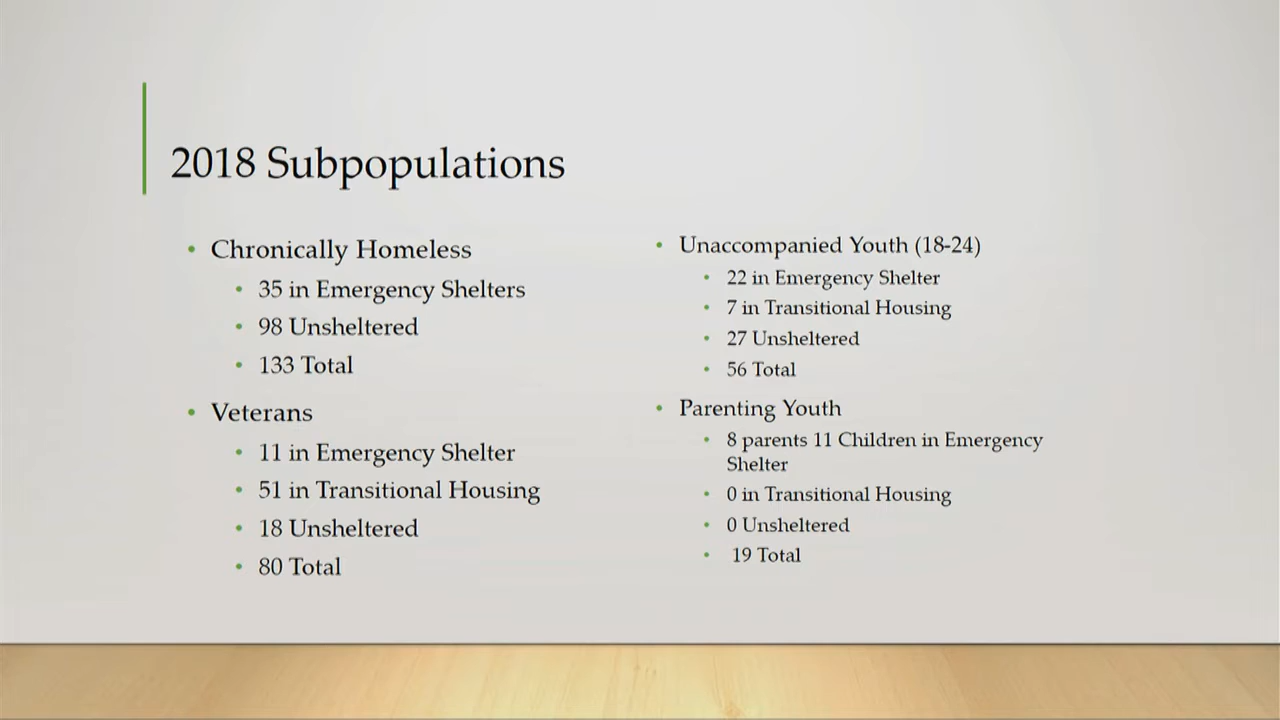 2018 Subpopulations
• Chronically Homeless
• 35 in Emergency Shelters
• 98 Unsheltered
• 133 Total
• Veterans
• 11 in Emergency Shelter
• 51 in Transitional Housing
• 18 Unsheltered
• 80 Total
• Unaccompanied Youth (18-24)
• 22 in Emergency Shelter
• 7 in Transitional Housing
• 27 Unsheltered
• 56 Total
• Parenting Youth
• 8 parents 11 Children in Emergency
Shelter
• 0 in Transitional Housing
• 0 Unsheltered
• 19 Total